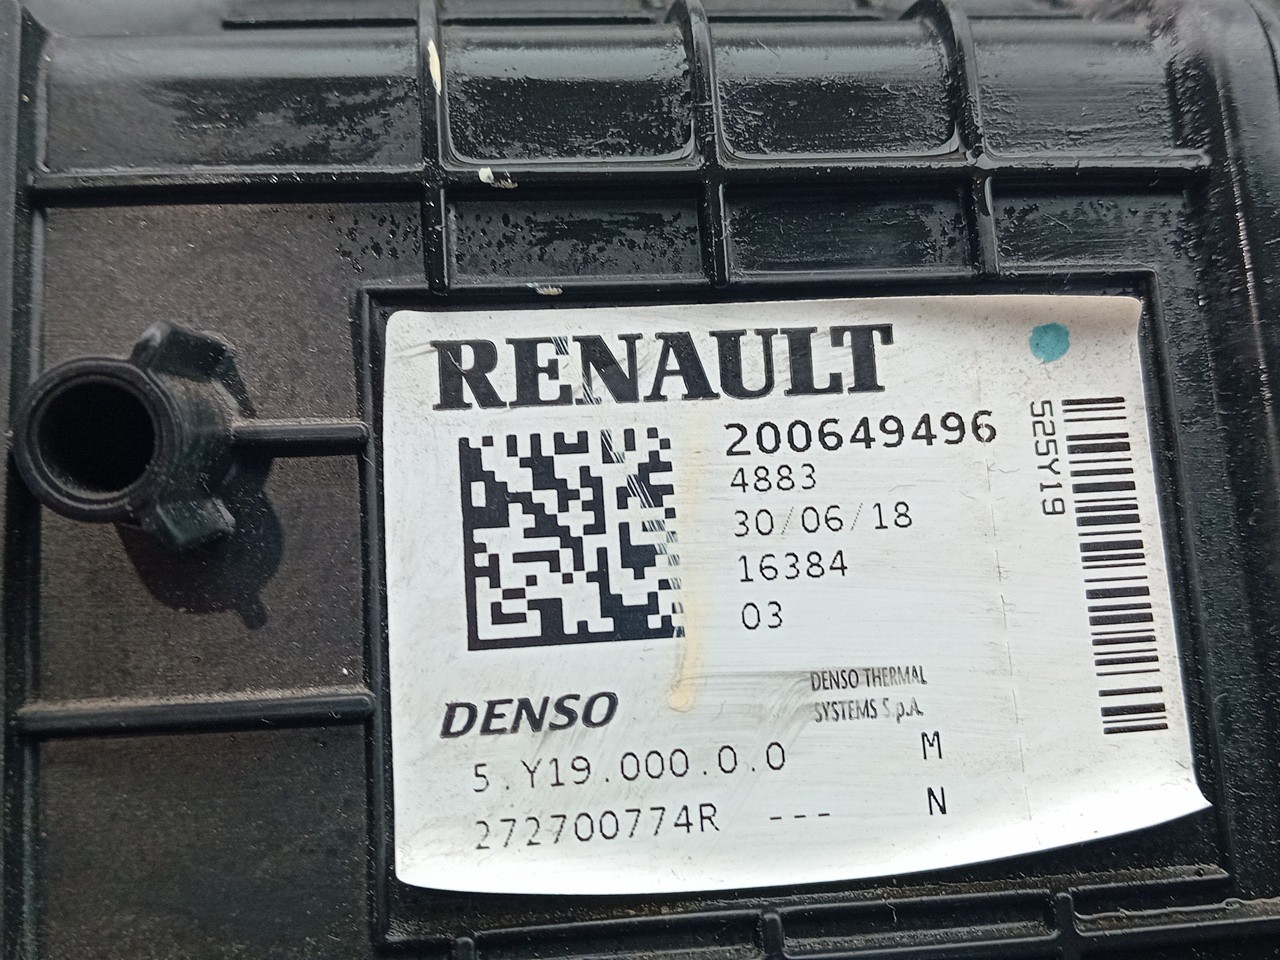 RENAULT
200649496
4883
30/06/18
16384
03
525Y19
DENSO
DENSO THERMAL
SYSTEMS S.p.A.
5.Y19.000.0.0 M
272700774R --- N